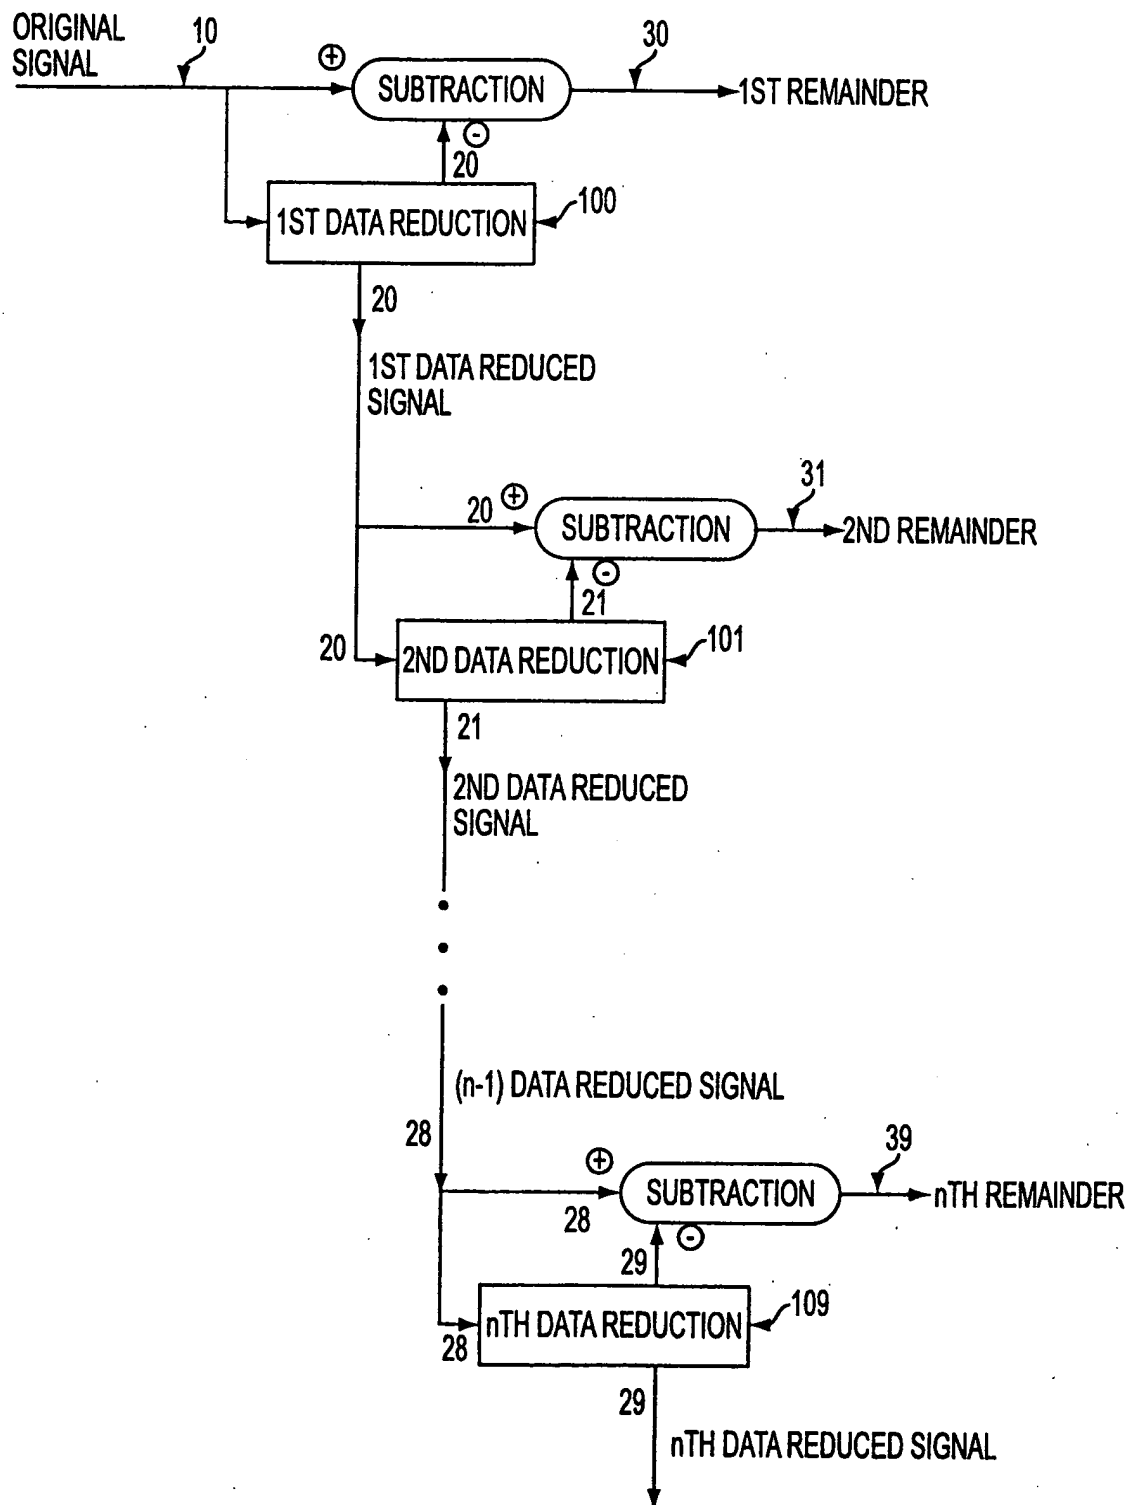 ORIGINAL
SIGNAL
10
+
SUBTRACTION
30
1ST REMAINDER
-
20
1ST DATA REDUCTION
100
20
1ST DATA REDUCED
SIGNAL
20
+
SUBTRACTION
31
2ND REMAINDER
-
21
20
2ND DATA REDUCTION
101
21
2ND DATA REDUCED
SIGNAL
(n-1) DATA REDUCED SIGNAL
28
+
28
SUBTRACTION
39
nTH REMAINDER
-
29
28
nTH DATA REDUCTION
109
29
nTH DATA REDUCED SIGNAL